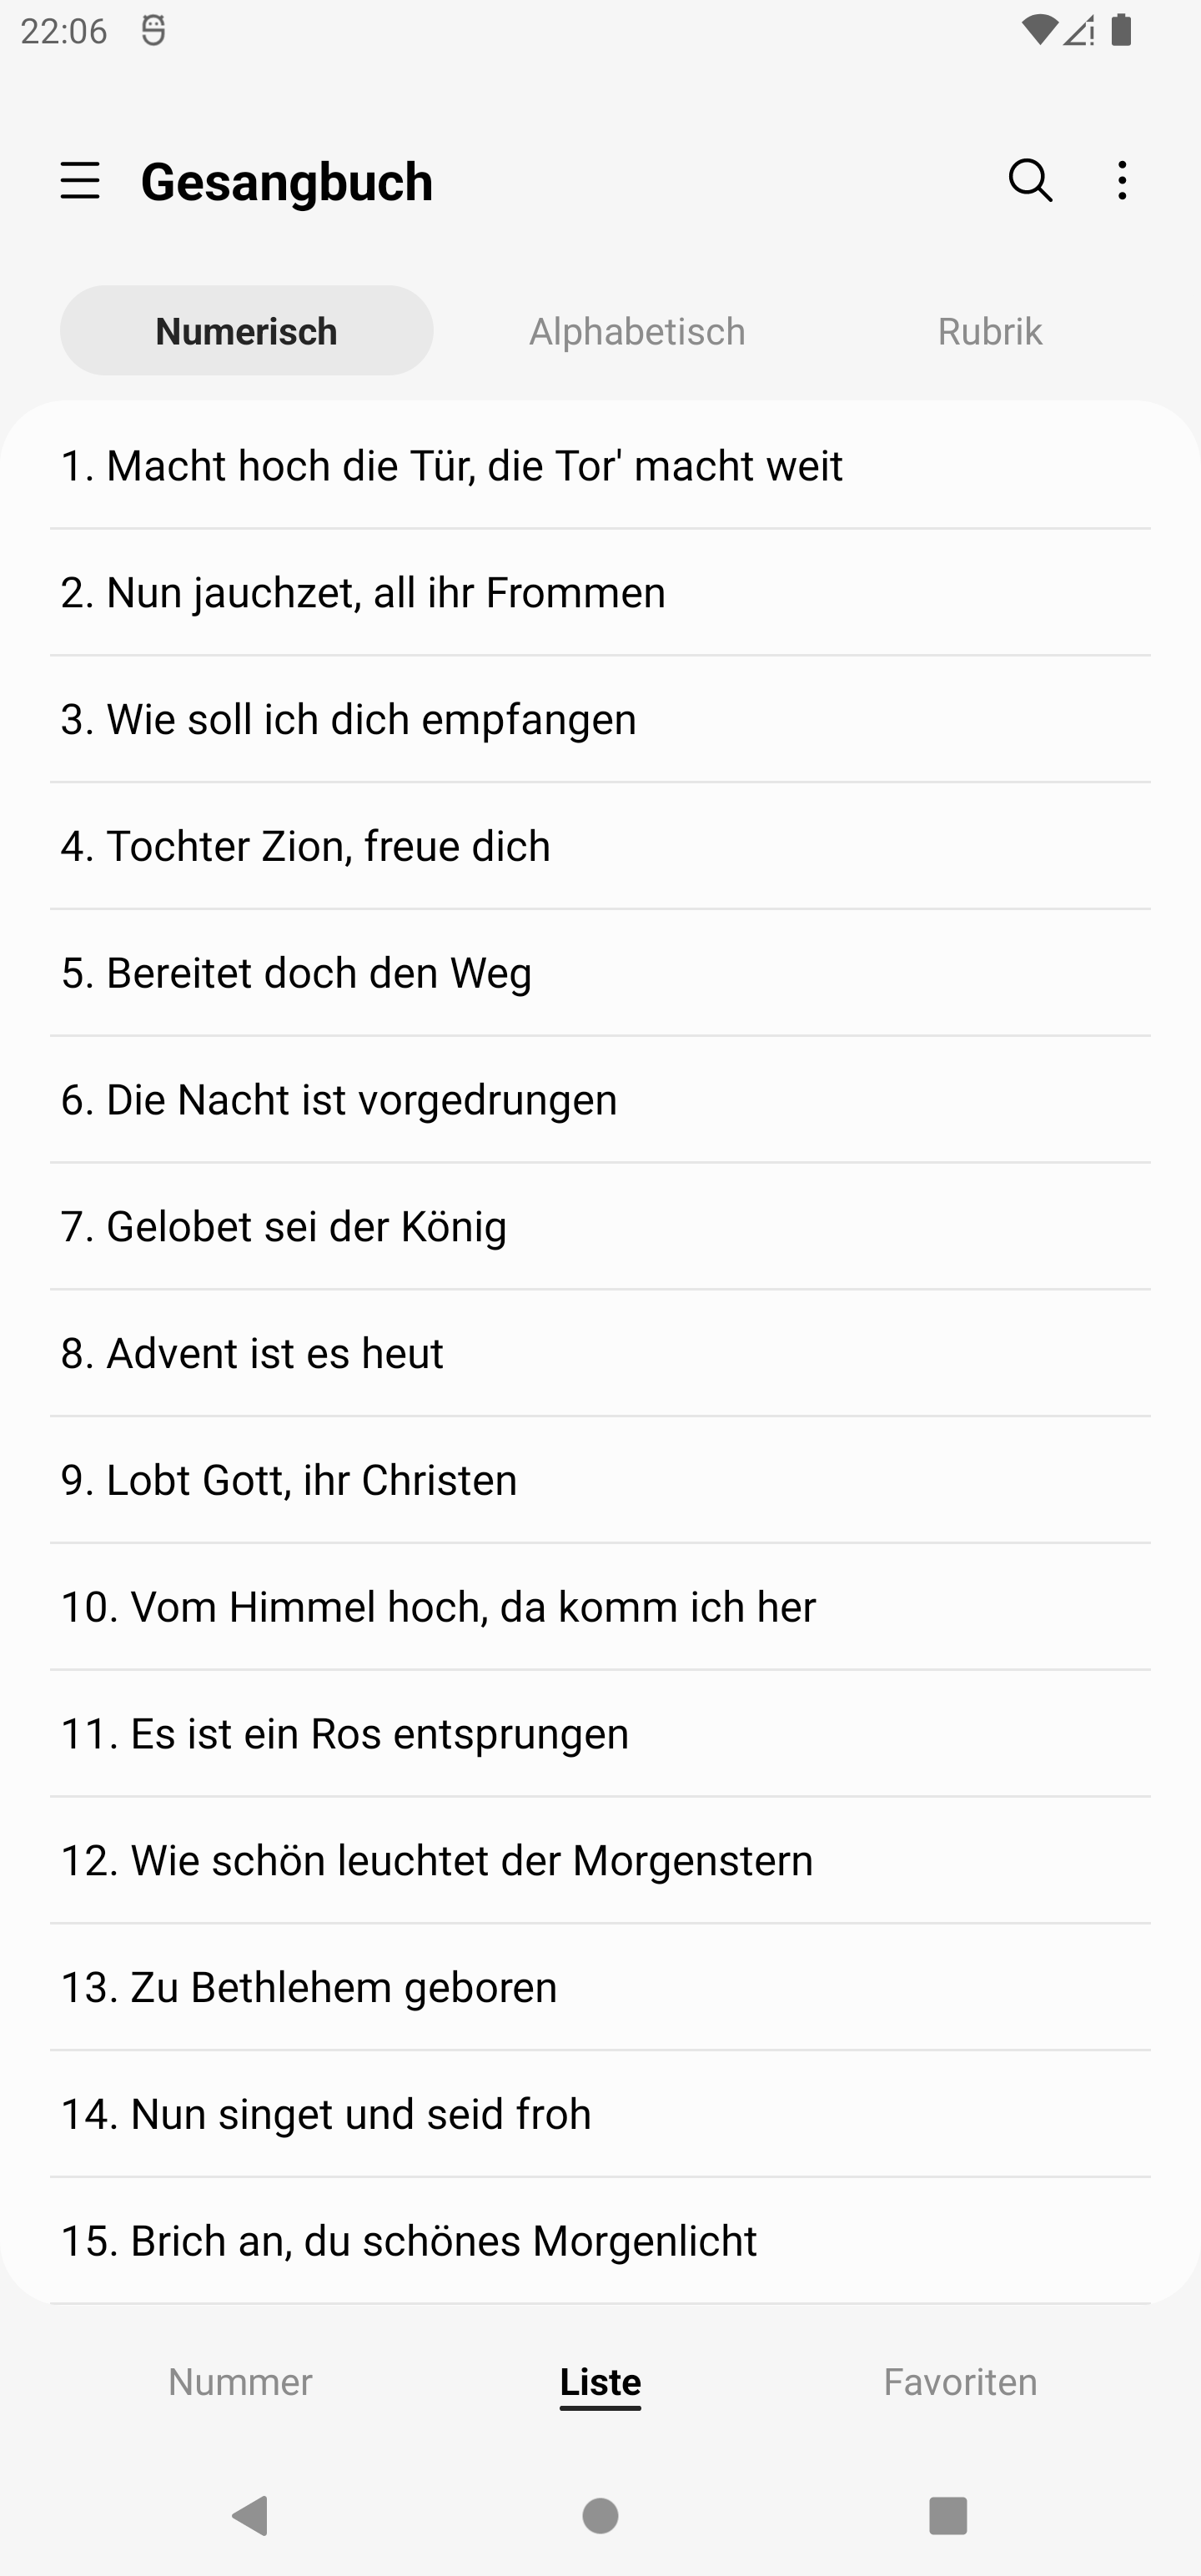 22:06
Gesangbuch
Numerisch Alphabetisch Rubrik
1. Macht hoch die Tür, die Tor' macht weit
2. Nun jauchzet, all ihr Frommen
3. Wie soll ich dich empfangen
4. Tochter Zion, freue dich
5. Bereitet doch den Weg
6. Die Nacht ist vorgedrungen
7. Gelobet sei der König
8. Advent ist es heut
9. Lobt Gott, ihr Christen
10. Vom Himmel hoch, da komm ich her
11. Es ist ein Ros entsprungen
12. Wie schön leuchtet der Morgenstern
13. Zu Bethlehem geboren
14. Nun singet und seid froh
15. Brich an, du schönes Morgenlicht
Nummer Liste Favoriten